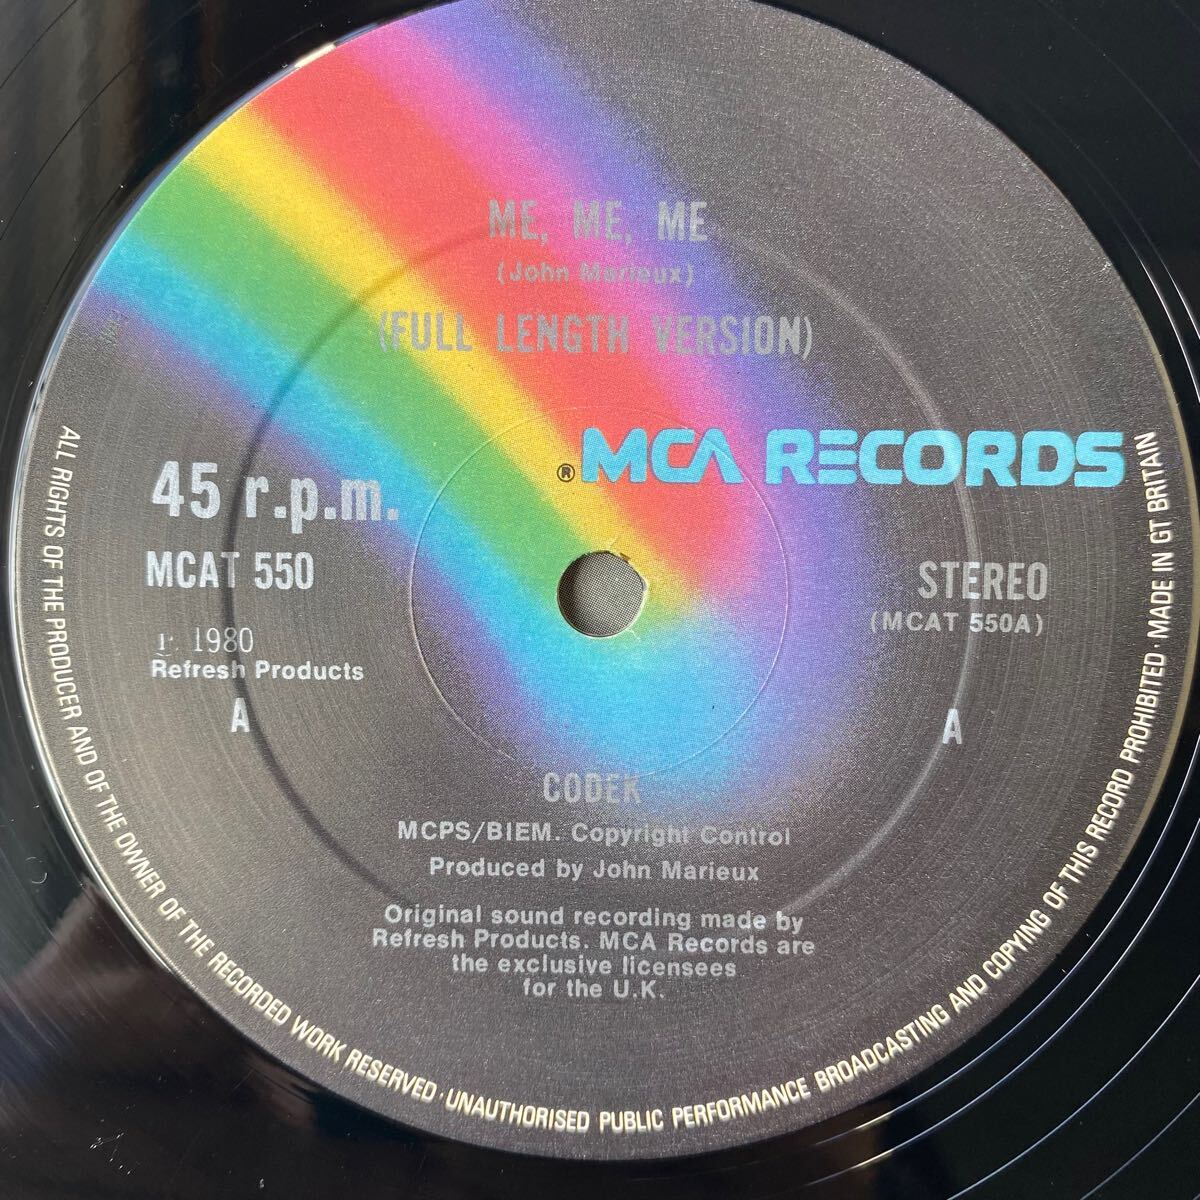 ME, ME, ME
(John Marieux)
(FULL LENGTH VERSION)
® MCA RECORDS
45 r.p.m.
MCAT 550
STEREO
(MCAT 550A)
1980
Refresh Products
A
A
CODEK
MCPS/BIEM. Copyright Control
Produced by John Marieux
Original sound recording made by
Refresh Products. MCA Records are
the exclusive licensees
for the U.K.
ALL RIGHTS OF THE PRODUCER AND OF THE OWNER OF THE RECORDED WORK RESERVED · UNAUTHORISED PUBLIC PERFORMANCE BROADCASTING AND COPYING OF THIS RECORD PROHIBITED · MADE IN GT BRITAIN